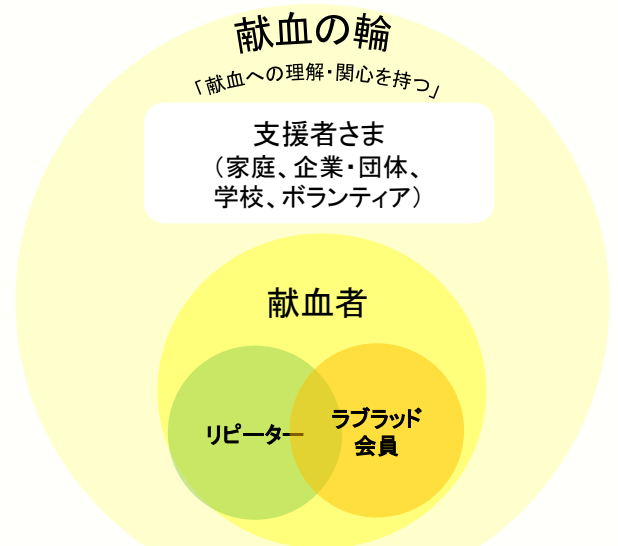 献血の輪
「献血への理解・関心を持つ」
支援者さま
（家庭、企業・団体、
学校、ボランティア）
献血者
リピーター
ラブラッド
会員